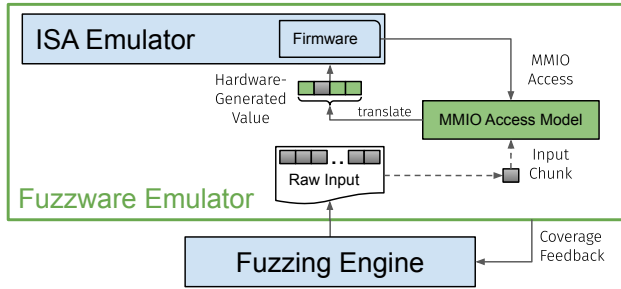 ISA Emulator
Firmware
Hardware-
Generated
Value
MMIO
Access
translate
MMIO Access Model
Raw Input
Input
Chunk
Fuzzware Emulator
Fuzzing Engine
Coverage
Feedback